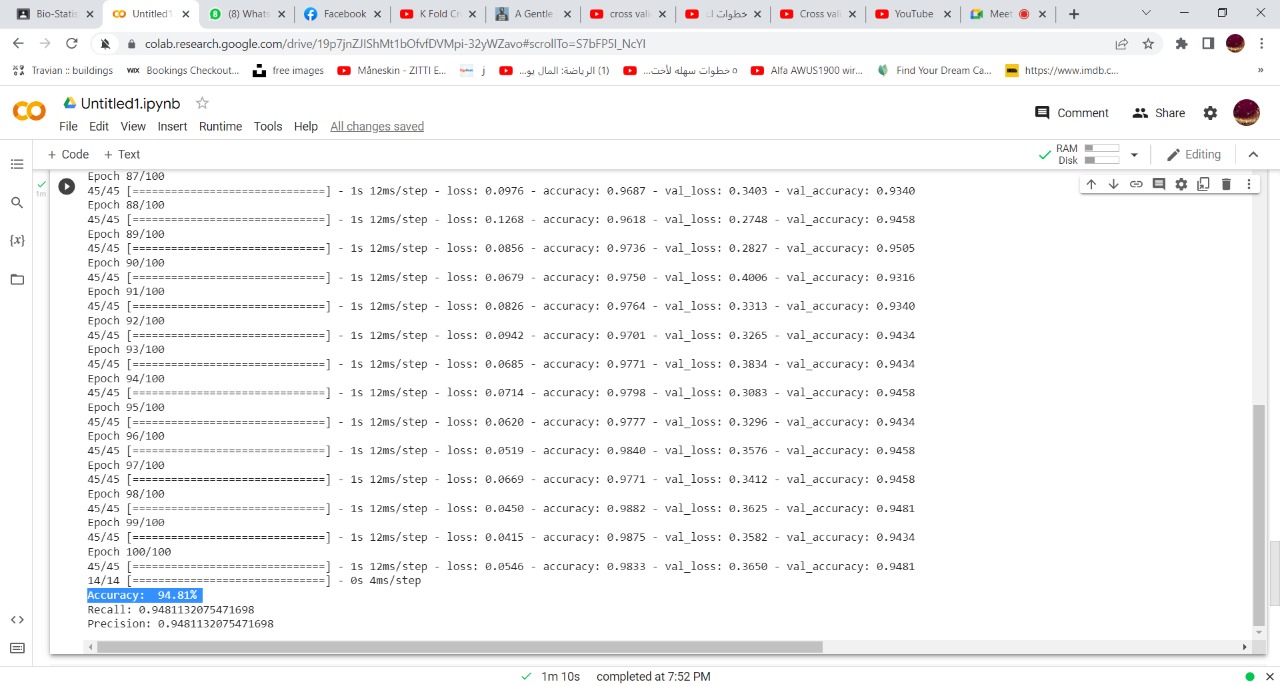 Bio-Statis
Untitled1
(8) Whats
Facebook
K Fold Cr
A Gentle
cross vali
خطوات ك
Cross vali
YouTube
Meet
colab.research.google.com/drive/19p7jnZJIShMt1bOfvfDVMpi-32yWZavo#scrollTo=S7bFP5I_NcYI
Travian :: buildings
WiX Bookings Checkout...
free images
Måneskin - ZITTI E...
j
(1) الرياضة: المال يو...
o خطوات سهله لأخت...
Alfa AWUS1900 wir...
Find Your Dream Ca...
https://www.imdb.c...
»
CO Untitled1.ipynb
Comment
Share
File Edit View Insert Runtime Tools Help All changes saved
+ Code + Text
RAM
Disk
Editing
{x}
1m
Epoch 87/100
45/45 [==============================] - 1s 12ms/step - loss: 0.0978 - accuracy: 0.9687 - val_loss: 0.3403 - val_accuracy: 0.9340
Epoch 88/100
45/45 [==============================] - 1s 12ms/step - loss: 0.1268 - accuracy: 0.9618 - val_loss: 0.2748 - val_accuracy: 0.9458
Epoch 89/100
45/45 [==============================] - 1s 12ms/step - loss: 0.0856 - accuracy: 0.9736 - val_loss: 0.2827 - val_accuracy: 0.9505
Epoch 90/100
45/45 [==============================] - 1s 12ms/step - loss: 0.0679 - accuracy: 0.9750 - val_loss: 0.4006 - val_accuracy: 0.9316
Epoch 91/100
45/45 [==============================] - 1s 12ms/step - loss: 0.0826 - accuracy: 0.9764 - val_loss: 0.3313 - val_accuracy: 0.9340
Epoch 92/100
45/45 [==============================] - 1s 12ms/step - loss: 0.0942 - accuracy: 0.9701 - val_loss: 0.3265 - val_accuracy: 0.9434
Epoch 93/100
45/45 [==============================] - 1s 12ms/step - loss: 0.0685 - accuracy: 0.9771 - val_loss: 0.3834 - val_accuracy: 0.9434
Epoch 94/100
45/45 [==============================] - 1s 12ms/step - loss: 0.0714 - accuracy: 0.9798 - val_loss: 0.3083 - val_accuracy: 0.9458
Epoch 95/100
45/45 [==============================] - 1s 12ms/step - loss: 0.0620 - accuracy: 0.9777 - val_loss: 0.3296 - val_accuracy: 0.9434
Epoch 96/100
45/45 [==============================] - 1s 12ms/step - loss: 0.0519 - accuracy: 0.9840 - val_loss: 0.3576 - val_accuracy: 0.9458
Epoch 97/100
45/45 [==============================] - 1s 12ms/step - loss: 0.0669 - accuracy: 0.9771 - val_loss: 0.3412 - val_accuracy: 0.9458
Epoch 98/100
45/45 [==============================] - 1s 12ms/step - loss: 0.0450 - accuracy: 0.9882 - val_loss: 0.3625 - val_accuracy: 0.9481
Epoch 99/100
45/45 [==============================] - 1s 12ms/step - loss: 0.0415 - accuracy: 0.9875 - val_loss: 0.3582 - val_accuracy: 0.9434
Epoch 100/100
45/45 [==============================] - 1s 12ms/step - loss: 0.0546 - accuracy: 0.9833 - val_loss: 0.3650 - val_accuracy: 0.9481
14/14 [==============================] - 0s 4ms/step
Accuracy: 94.81%
Recall: 0.9481132075471698
Precision: 0.9481132075471698
1m 10s completed at 7:52 PM